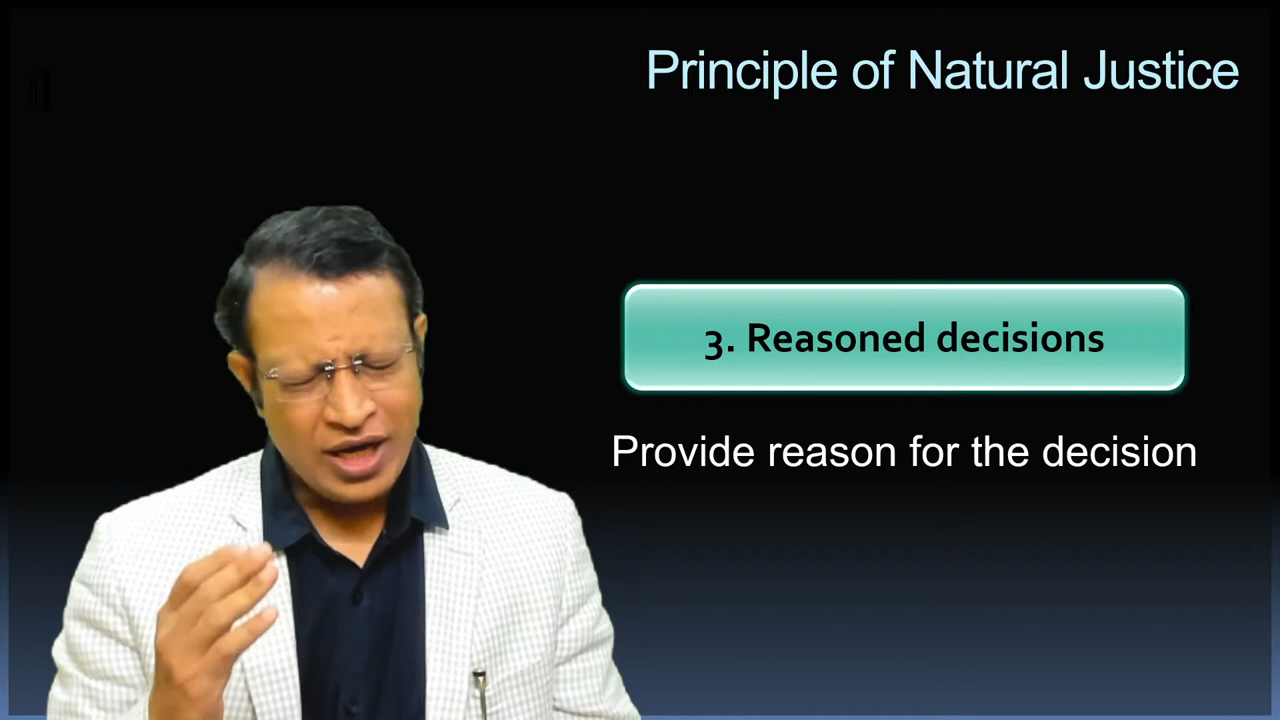 Principle of Natural Justice
3. Reasoned decisions
Provide reason for the decision